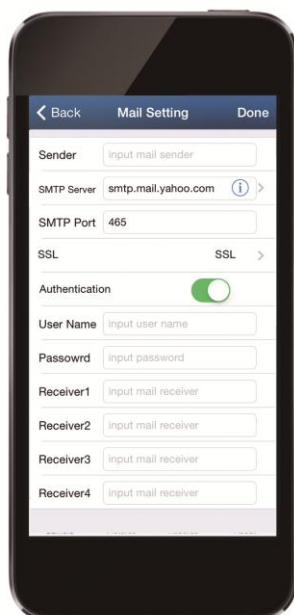 Back Mail Setting Done
Sender input mail sender
SMTP Server smtp.mail.yahoo.com i
SMTP Port 465
SSL SSL
Authentication
User Name input user name
Passowrd input password
Receiver1 input mail receiver
Receiver2 input mail receiver
Receiver3 input mail receiver
Receiver4 input mail receiver